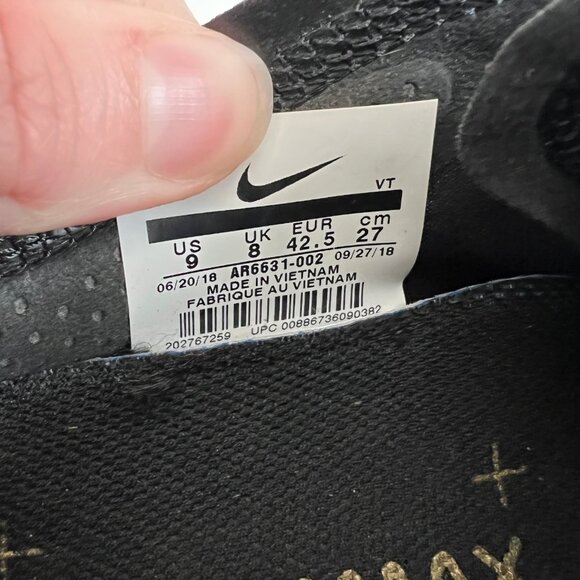 VT
US UK EUR cm
9 8 42.5 27
06/20/18 AR6631-002 09/27/18
MADE IN VIETNAM
FABRIQUE AU VIETNAM
202767259 UPC 00886736090382